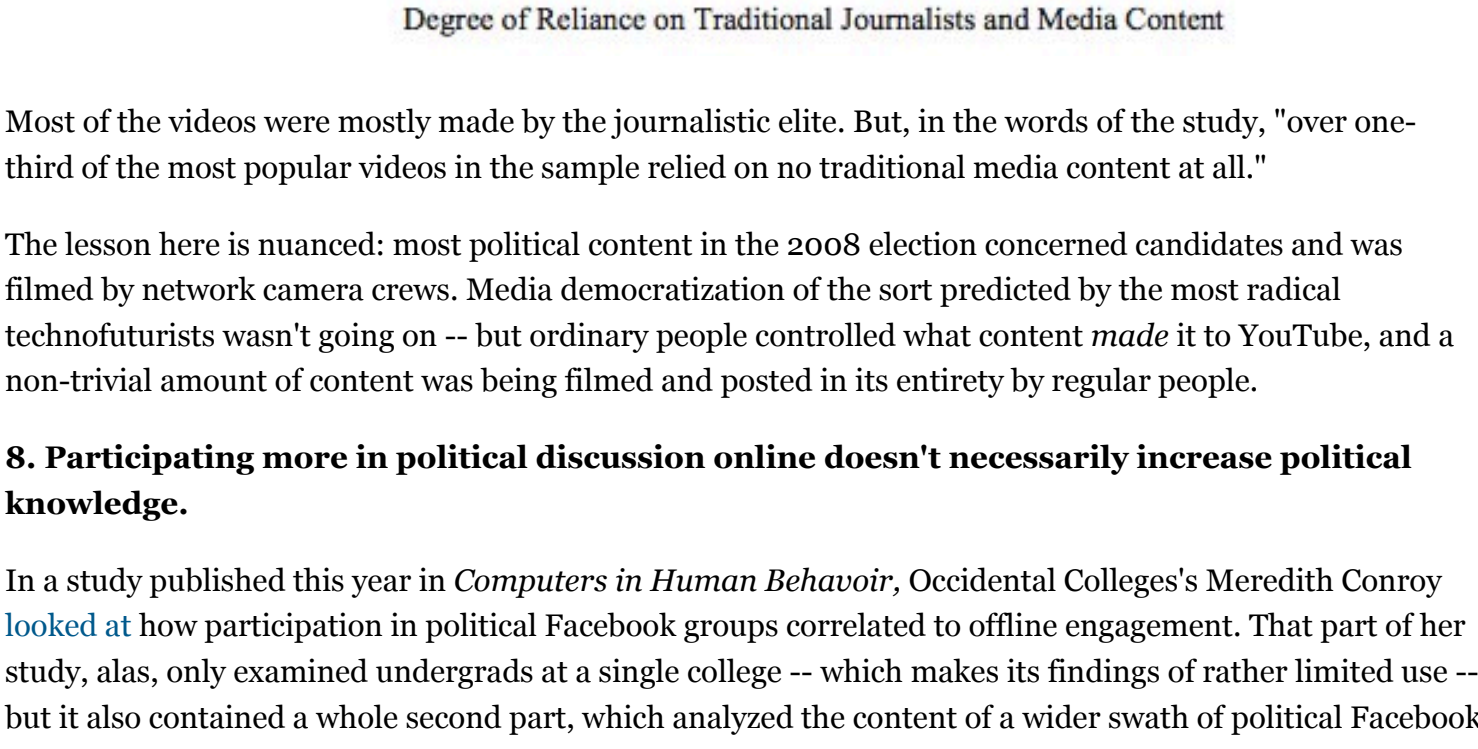 Degree of Reliance on Traditional Journalists and Media Content
Most of the videos were mostly made by the journalistic elite. But, in the words of the study, "over one-
third of the most popular videos in the sample relied on no traditional media content at all."
The lesson here is nuanced: most political content in the 2008 election concerned candidates and was
filmed by network camera crews. Media democratization of the sort predicted by the most radical
technofuturists wasn't going on -- but ordinary people controlled what content made it to YouTube, and a
non-trivial amount of content was being filmed and posted in its entirety by regular people.
8. Participating more in political discussion online doesn't necessarily increase political
knowledge.
In a study published this year in Computers in Human Behavoir, Occidental Colleges's Meredith Conroy
looked at how participation in political Facebook groups correlated to offline engagement. That part of her
study, alas, only examined undergrads at a single college -- which makes its findings of rather limited use --
but it also contained a whole second part, which analyzed the content of a wider swath of political Facebook